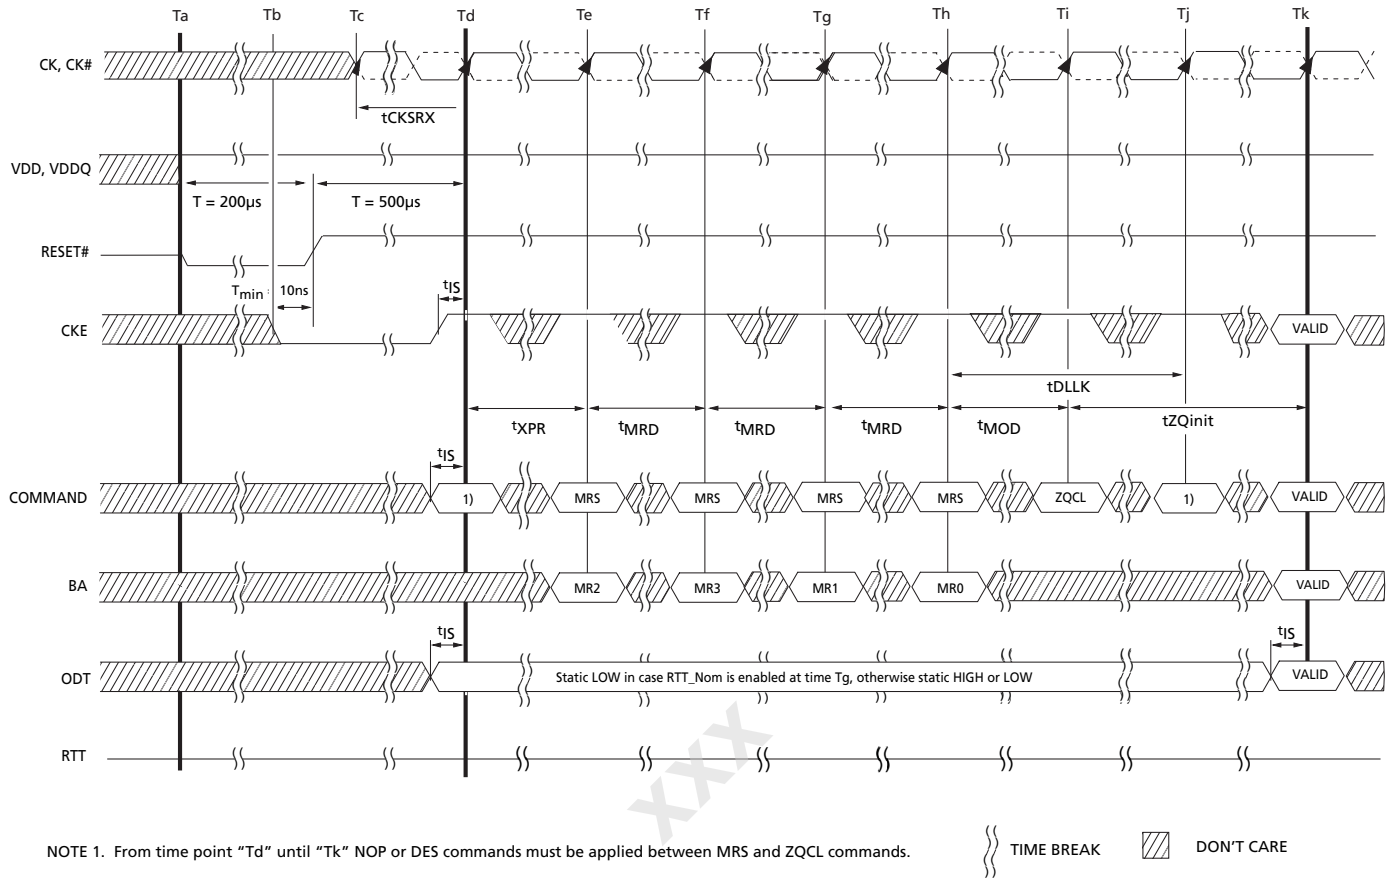 Ta Tb Tc Td Te Tf Tg Th Ti Tj Tk
CK, CK#
tCKSRX
VDD, VDDQ
T = 200µs T = 500µs
RESET#
Tmin 10ns tIS
CKE VALID
tDLLK
tXPR tMRD tMRD tMRD tMOD tZQinit
tIS
COMMAND 1) MRS MRS MRS MRS ZQCL 1) VALID
BA MR2 MR3 MR1 MR0 VALID
tIS tIS
ODT Static LOW in case RTT_Nom is enabled at time Tg, otherwise static HIGH or LOW VALID
RTT
xxx
NOTE 1. From time point “Td” until “Tk” NOP or DES commands must be applied between MRS and ZQCL commands.
TIME BREAK DON'T CARE